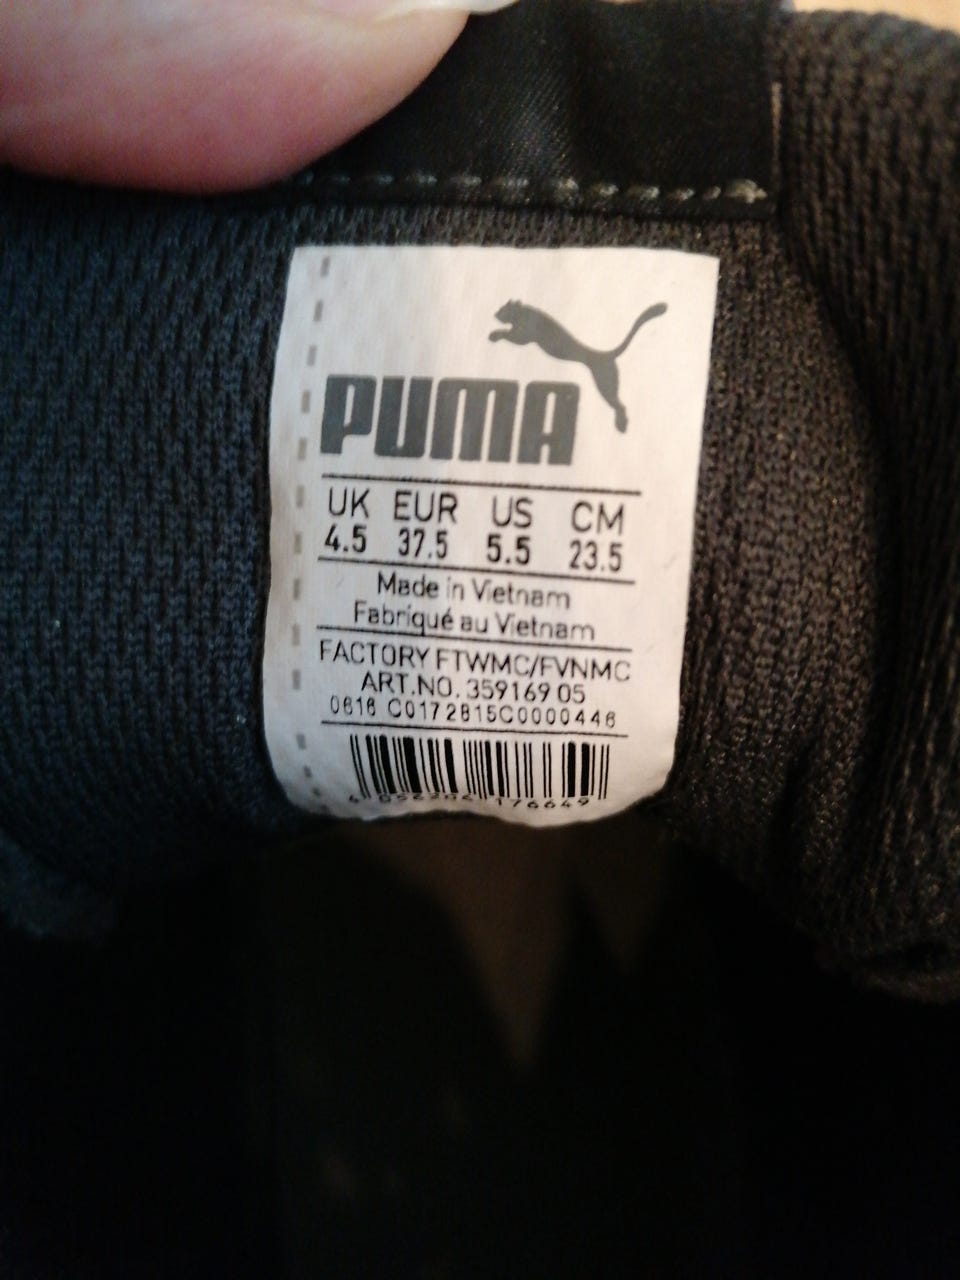 PUMA
UK EUR US CM
4.5 37.5 5.5 23.5
Made in Vietnam
Fabriqué au Vietnam
FACTORY FTWMC/FVNMC
ART.NO. 359169 05
0616 C0172815C0000446
176649